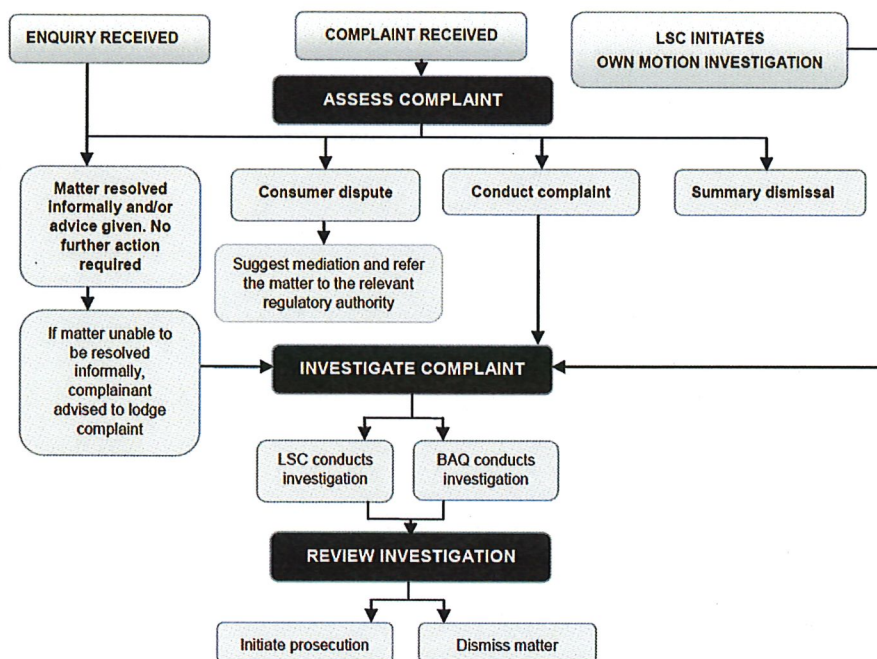 ENQUIRY RECEIVED
COMPLAINT RECEIVED
LSC INITIATES
OWN MOTION INVESTIGATION
ASSESS COMPLAINT
Matter resolved
informally and/or
advice given. No
further action
required
Consumer dispute
Conduct complaint
Summary dismissal
Suggest mediation and refer
the matter to the relevant
regulatory authority
If matter unable to
be resolved
informally,
complainant
advised to lodge
complaint
INVESTIGATE COMPLAINT
LSC conducts
investigation
BAQ conducts
investigation
REVIEW INVESTIGATION
Initiate prosecution
Dismiss matter